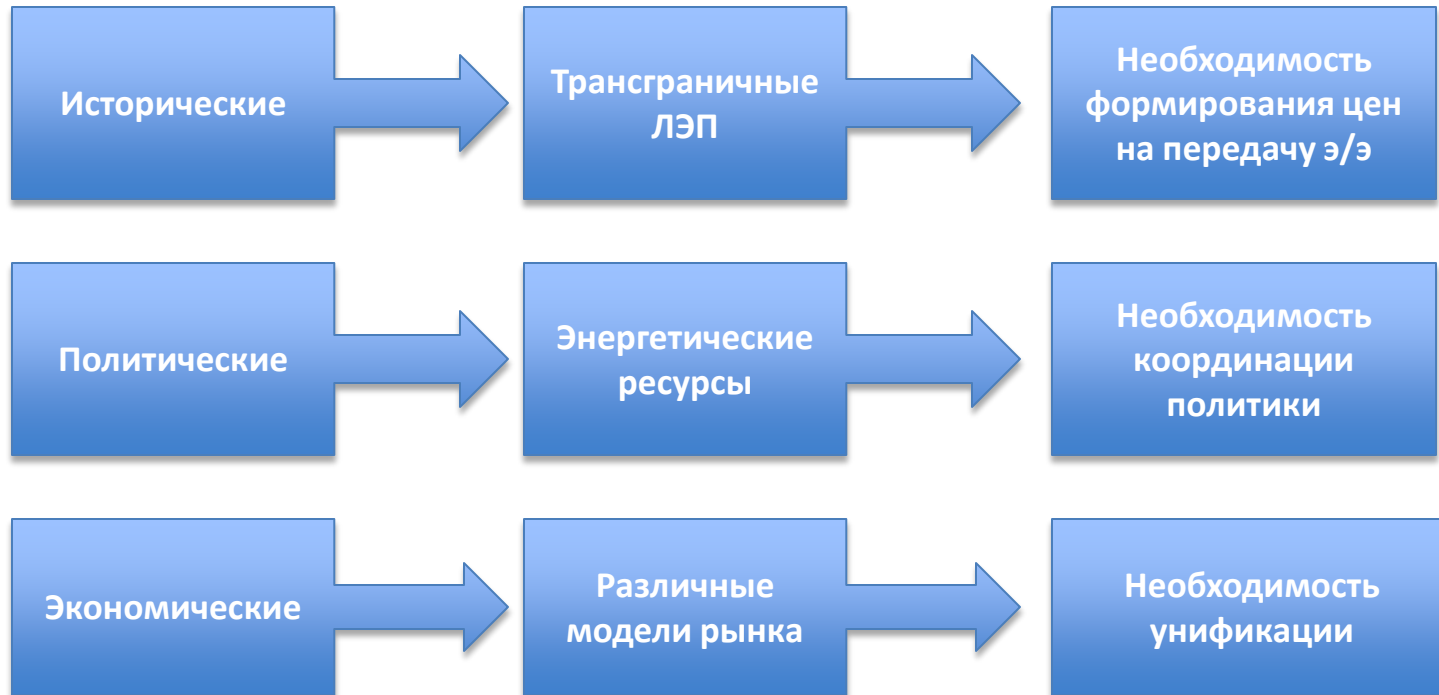 Исторические
Трансграничные
ЛЭП
Необходимость
формирования цен
на передачу э/э
Политические
Энергетические
ресурсы
Необходимость
координации
политики
Экономические
Различные
модели рынка
Необходимость
унификации